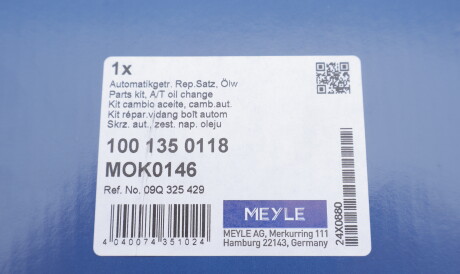 1x
Automatikgetr. Rep.Satz, Ölw
Parts kit, A/T oil change
Kit cambio aceite, camb.aut.
Kit répar.vidang boît autom
Skrz. aut., zest. nap. oleju
100 135 0118
MOK0146
Ref. No. 09Q 325 429
MEYLE
MEYLE AG, Merkurring 111
Hamburg 22143, Germany
4 040074 351024
24X0880